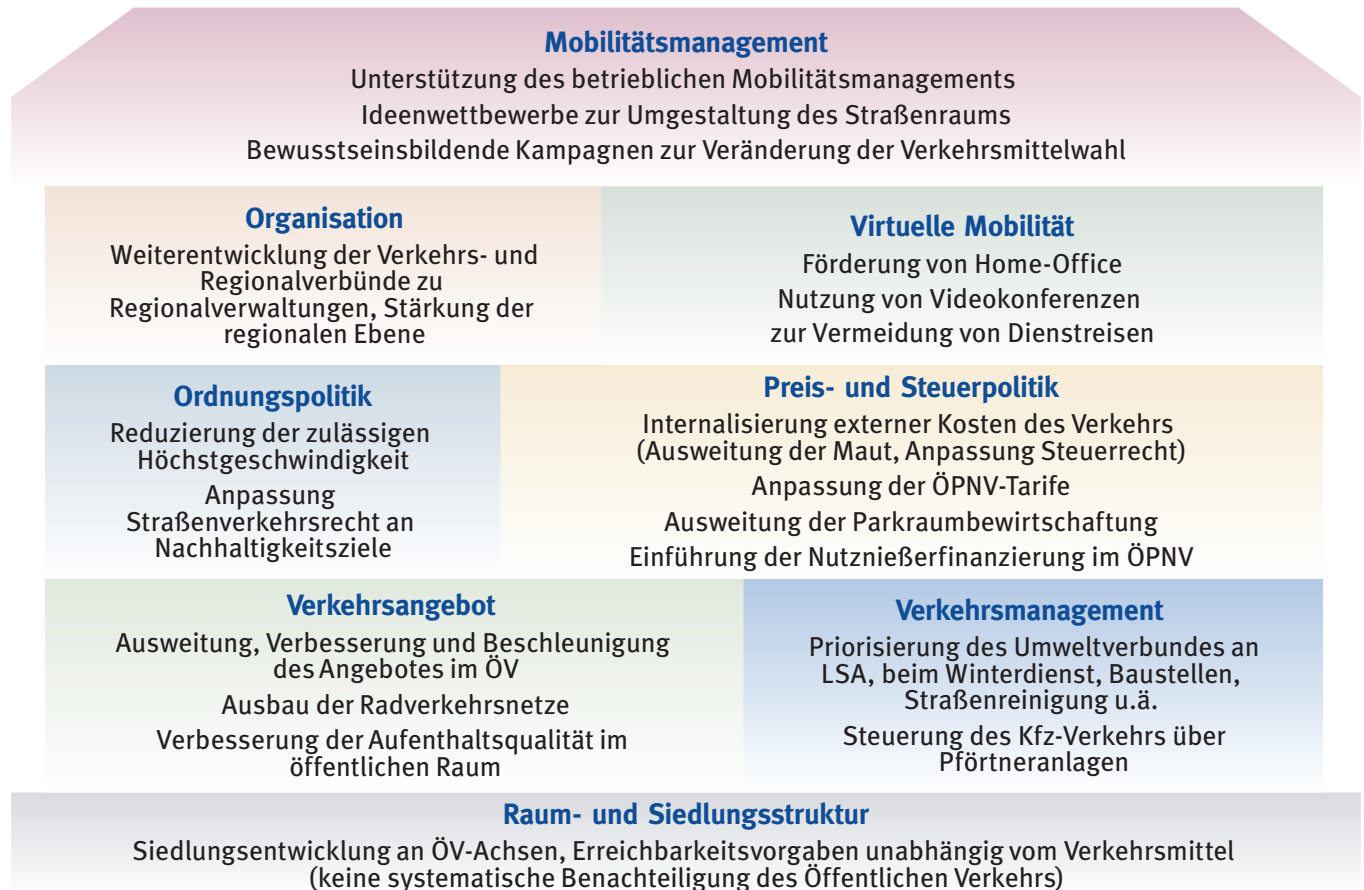 Mobilitätsmanagement
Unterstützung des betrieblichen Mobilitätsmanagements
Ideenwettbewerbe zur Umgestaltung des Straßenraums
Bewusstseinsbildende Kampagnen zur Veränderung der Verkehrsmittelwahl
Organisation
Weiterentwicklung der Verkehrs- und
Regionalverbünde zu
Regionalverwaltungen, Stärkung der
regionalen Ebene
Virtuelle Mobilität
Förderung von Home-Office
Nutzung von Videokonferenzen
zur Vermeidung von Dienstreisen
Ordnungspolitik
Reduzierung der zulässigen
Höchstgeschwindigkeit
Anpassung
Straßenverkehrsrecht an
Nachhaltigkeitsziele
Preis- und Steuerpolitik
Internalisierung externer Kosten des Verkehrs
(Ausweitung der Maut, Anpassung Steuerrecht)
Anpassung der ÖPNV-Tarife
Ausweitung der Parkraumbewirtschaftung
Einführung der Nutznießerfinanzierung im ÖPNV
Verkehrsangebot
Ausweitung, Verbesserung und Beschleunigung
des Angebotes im ÖV
Ausbau der Radverkehrsnetze
Verbesserung der Aufenthaltsqualität im
öffentlichen Raum
Verkehrsmanagement
Priorisierung des Umweltverbundes an
LSA, beim Winterdienst, Baustellen,
Straßenreinigung u.ä.
Steuerung des Kfz-Verkehrs über
Pförtneranlagen
Raum- und Siedlungsstruktur
Siedlungsentwicklung an ÖV-Achsen, Erreichbarkeitsvorgaben unabhängig vom Verkehrsmittel
(keine systematische Benachteiligung des Öffentlichen Verkehrs)